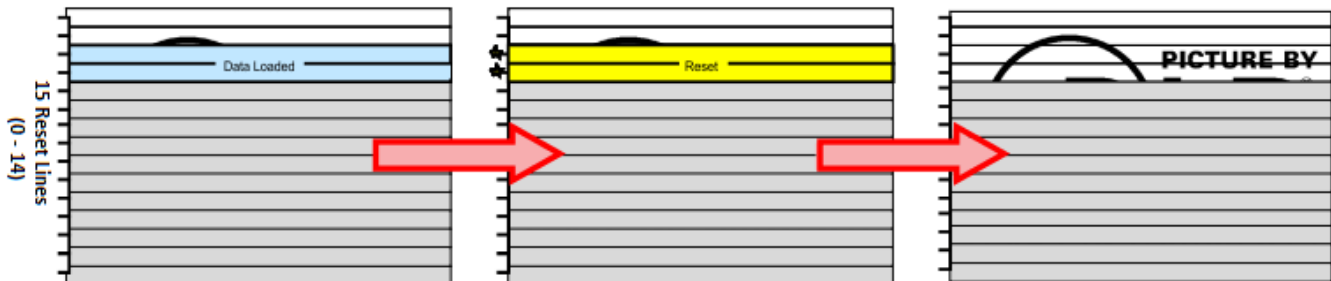 15 Reset Lines
(0 - 14)
Data Loaded
Reset
PICTURE BY